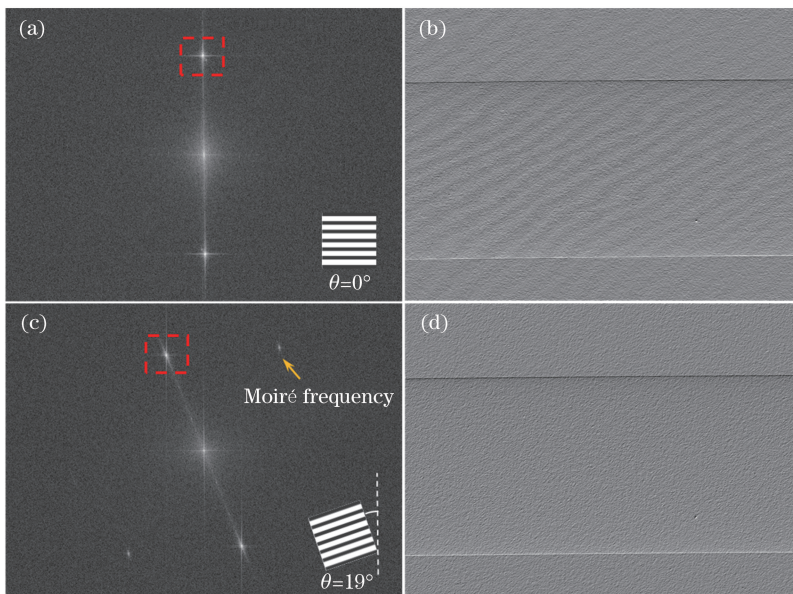 (a)
(b)
θ=0°
(c)
(d)
Moiré frequency
θ=19°